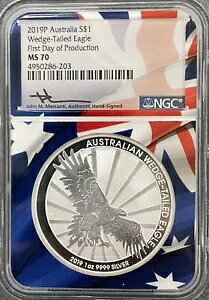 2019P Australia S$1
Wedge-Tailed Eagle
First Day of Production
MS 70
4950286-203
John M. Mercanti, Authentic Hand-Signed
NGC
AUSTRALIAN WEDGE-TAILED EAGLE
2019 1oz 9999 SILVER